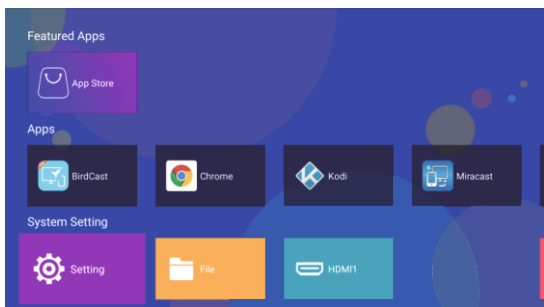 Featured Apps
App Store
Apps
BirdCast
Chrome
Kodi
Miracast
System Setting
Setting
File
HDMI1